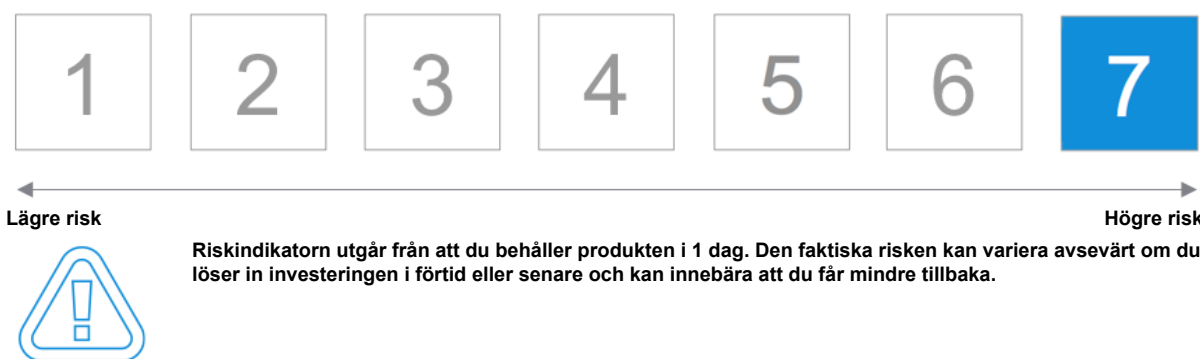 1 2 3 4 5 6 7
Lägre risk Högre risk
Riskindikatorn utgår från att du behåller produkten i 1 dag. Den faktiska risken kan variera avsevärt om du
löser in investeringen i förtid eller senare och kan innebära att du får mindre tillbaka.